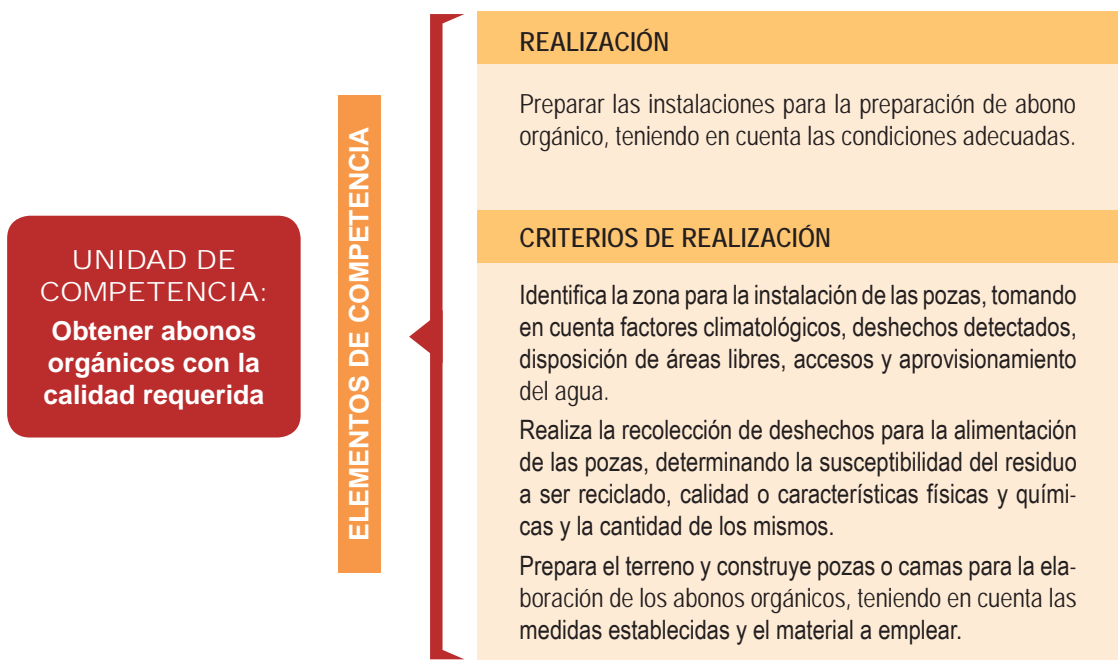 UNIDAD DE
COMPETENCIA:
Obtener abonos
orgánicos con la
calidad requerida
ELEMENTOS DE COMPETENCIA
REALIZACIÓN
Preparar las instalaciones para la preparación de abono
orgánico, teniendo en cuenta las condiciones adecuadas.
CRITERIOS DE REALIZACIÓN
Identifica la zona para la instalación de las pozas, tomando
en cuenta factores climatológicos, deshechos detectados,
disposición de áreas libres, accesos y aprovisionamiento
del agua.
Realiza la recolección de deshechos para la alimentación
de las pozas, determinando la susceptibilidad del residuo
a ser reciclado, calidad o características físicas y quími-
cas y la cantidad de los mismos.
Prepara el terreno y construye pozas o camas para la ela-
boración de los abonos orgánicos, teniendo en cuenta las
medidas establecidas y el material a emplear.